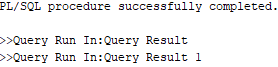 PL/SQL procedure successfully completed.
>>Query Run In:Query Result
>>Query Run In:Query Result 1